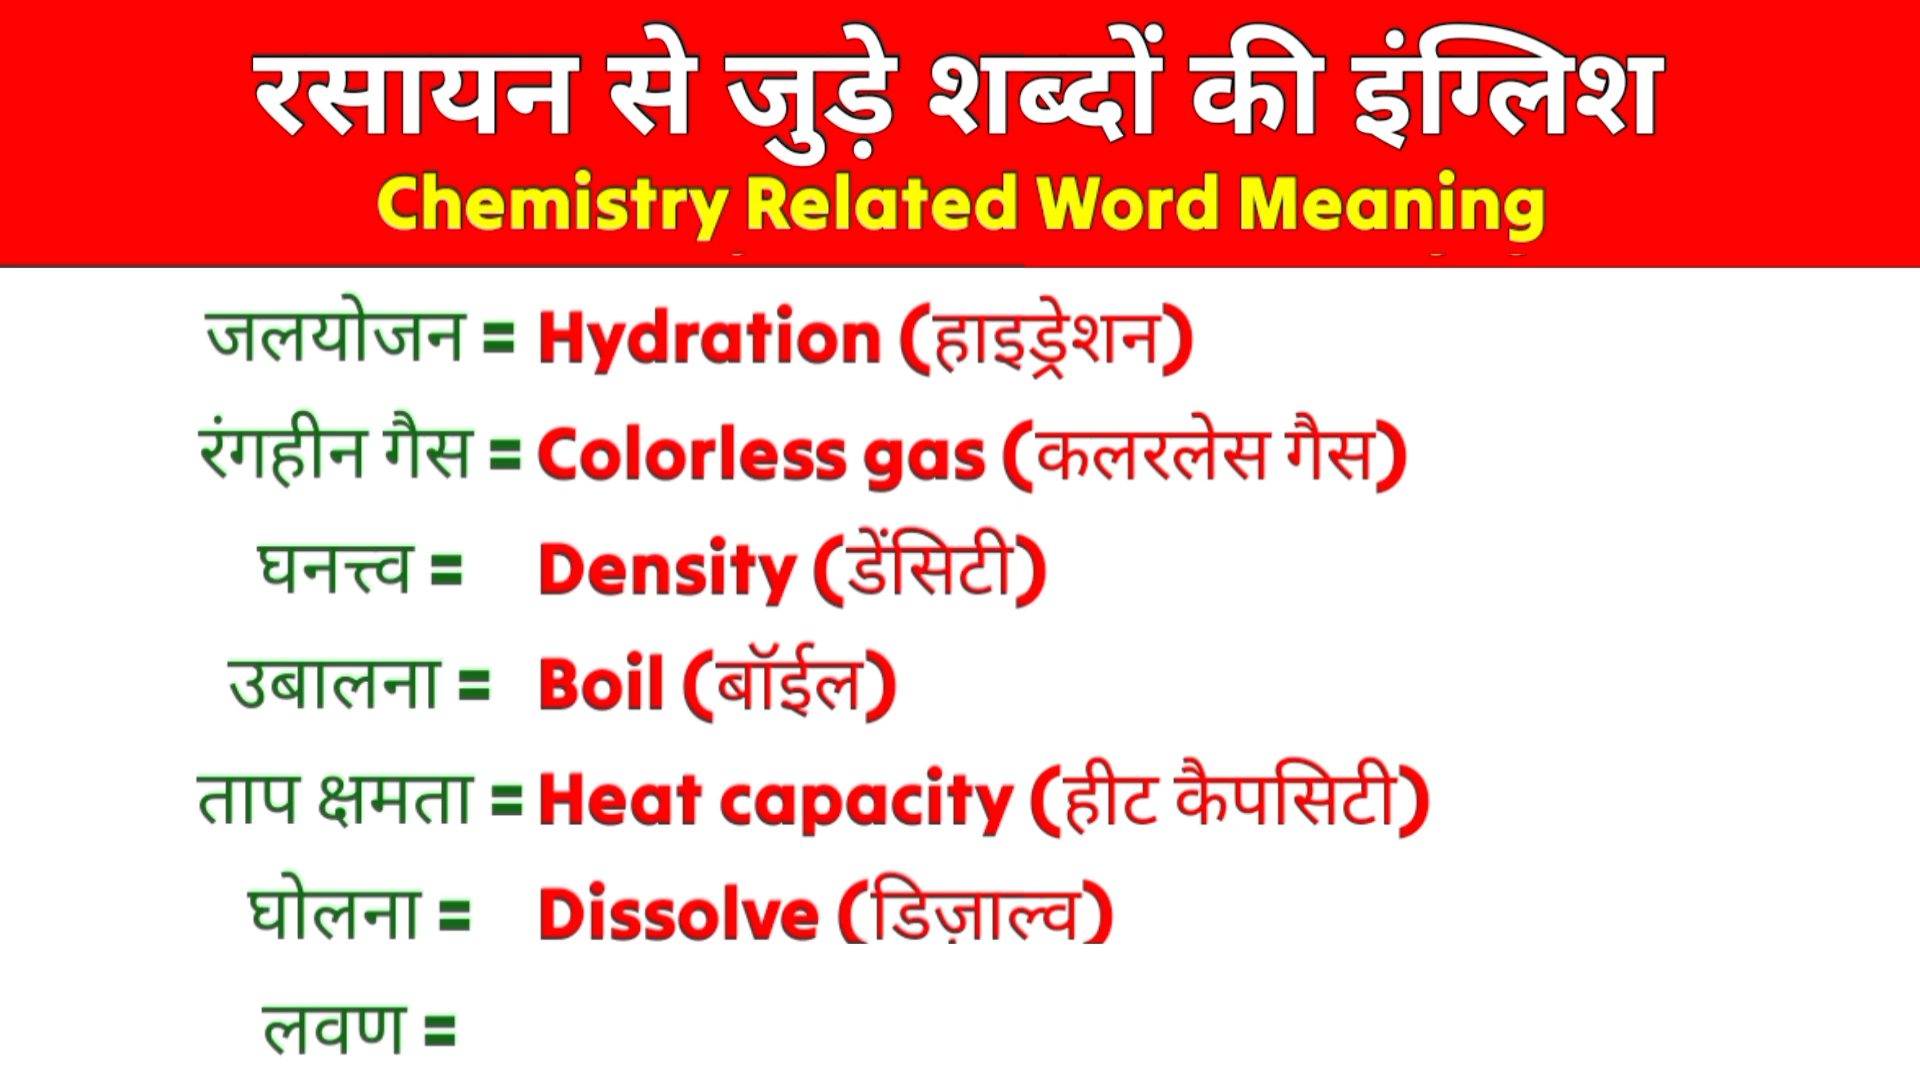 रसायन से जुड़े शब्दों की इंग्लिश
Chemistry Related Word Meaning
जलयोजन = Hydration (हाइड्रेशन)
रंगहीन गैस = Colorless gas (कलरलेस गैस)
घनत्त्व = Density (डेंसिटी)
उबालना = Boil (बॉईल)
ताप क्षमता = Heat capacity (हीट कैपसिटी)
घोलना = Dissolve (डिज़ाल्व)
लवण =